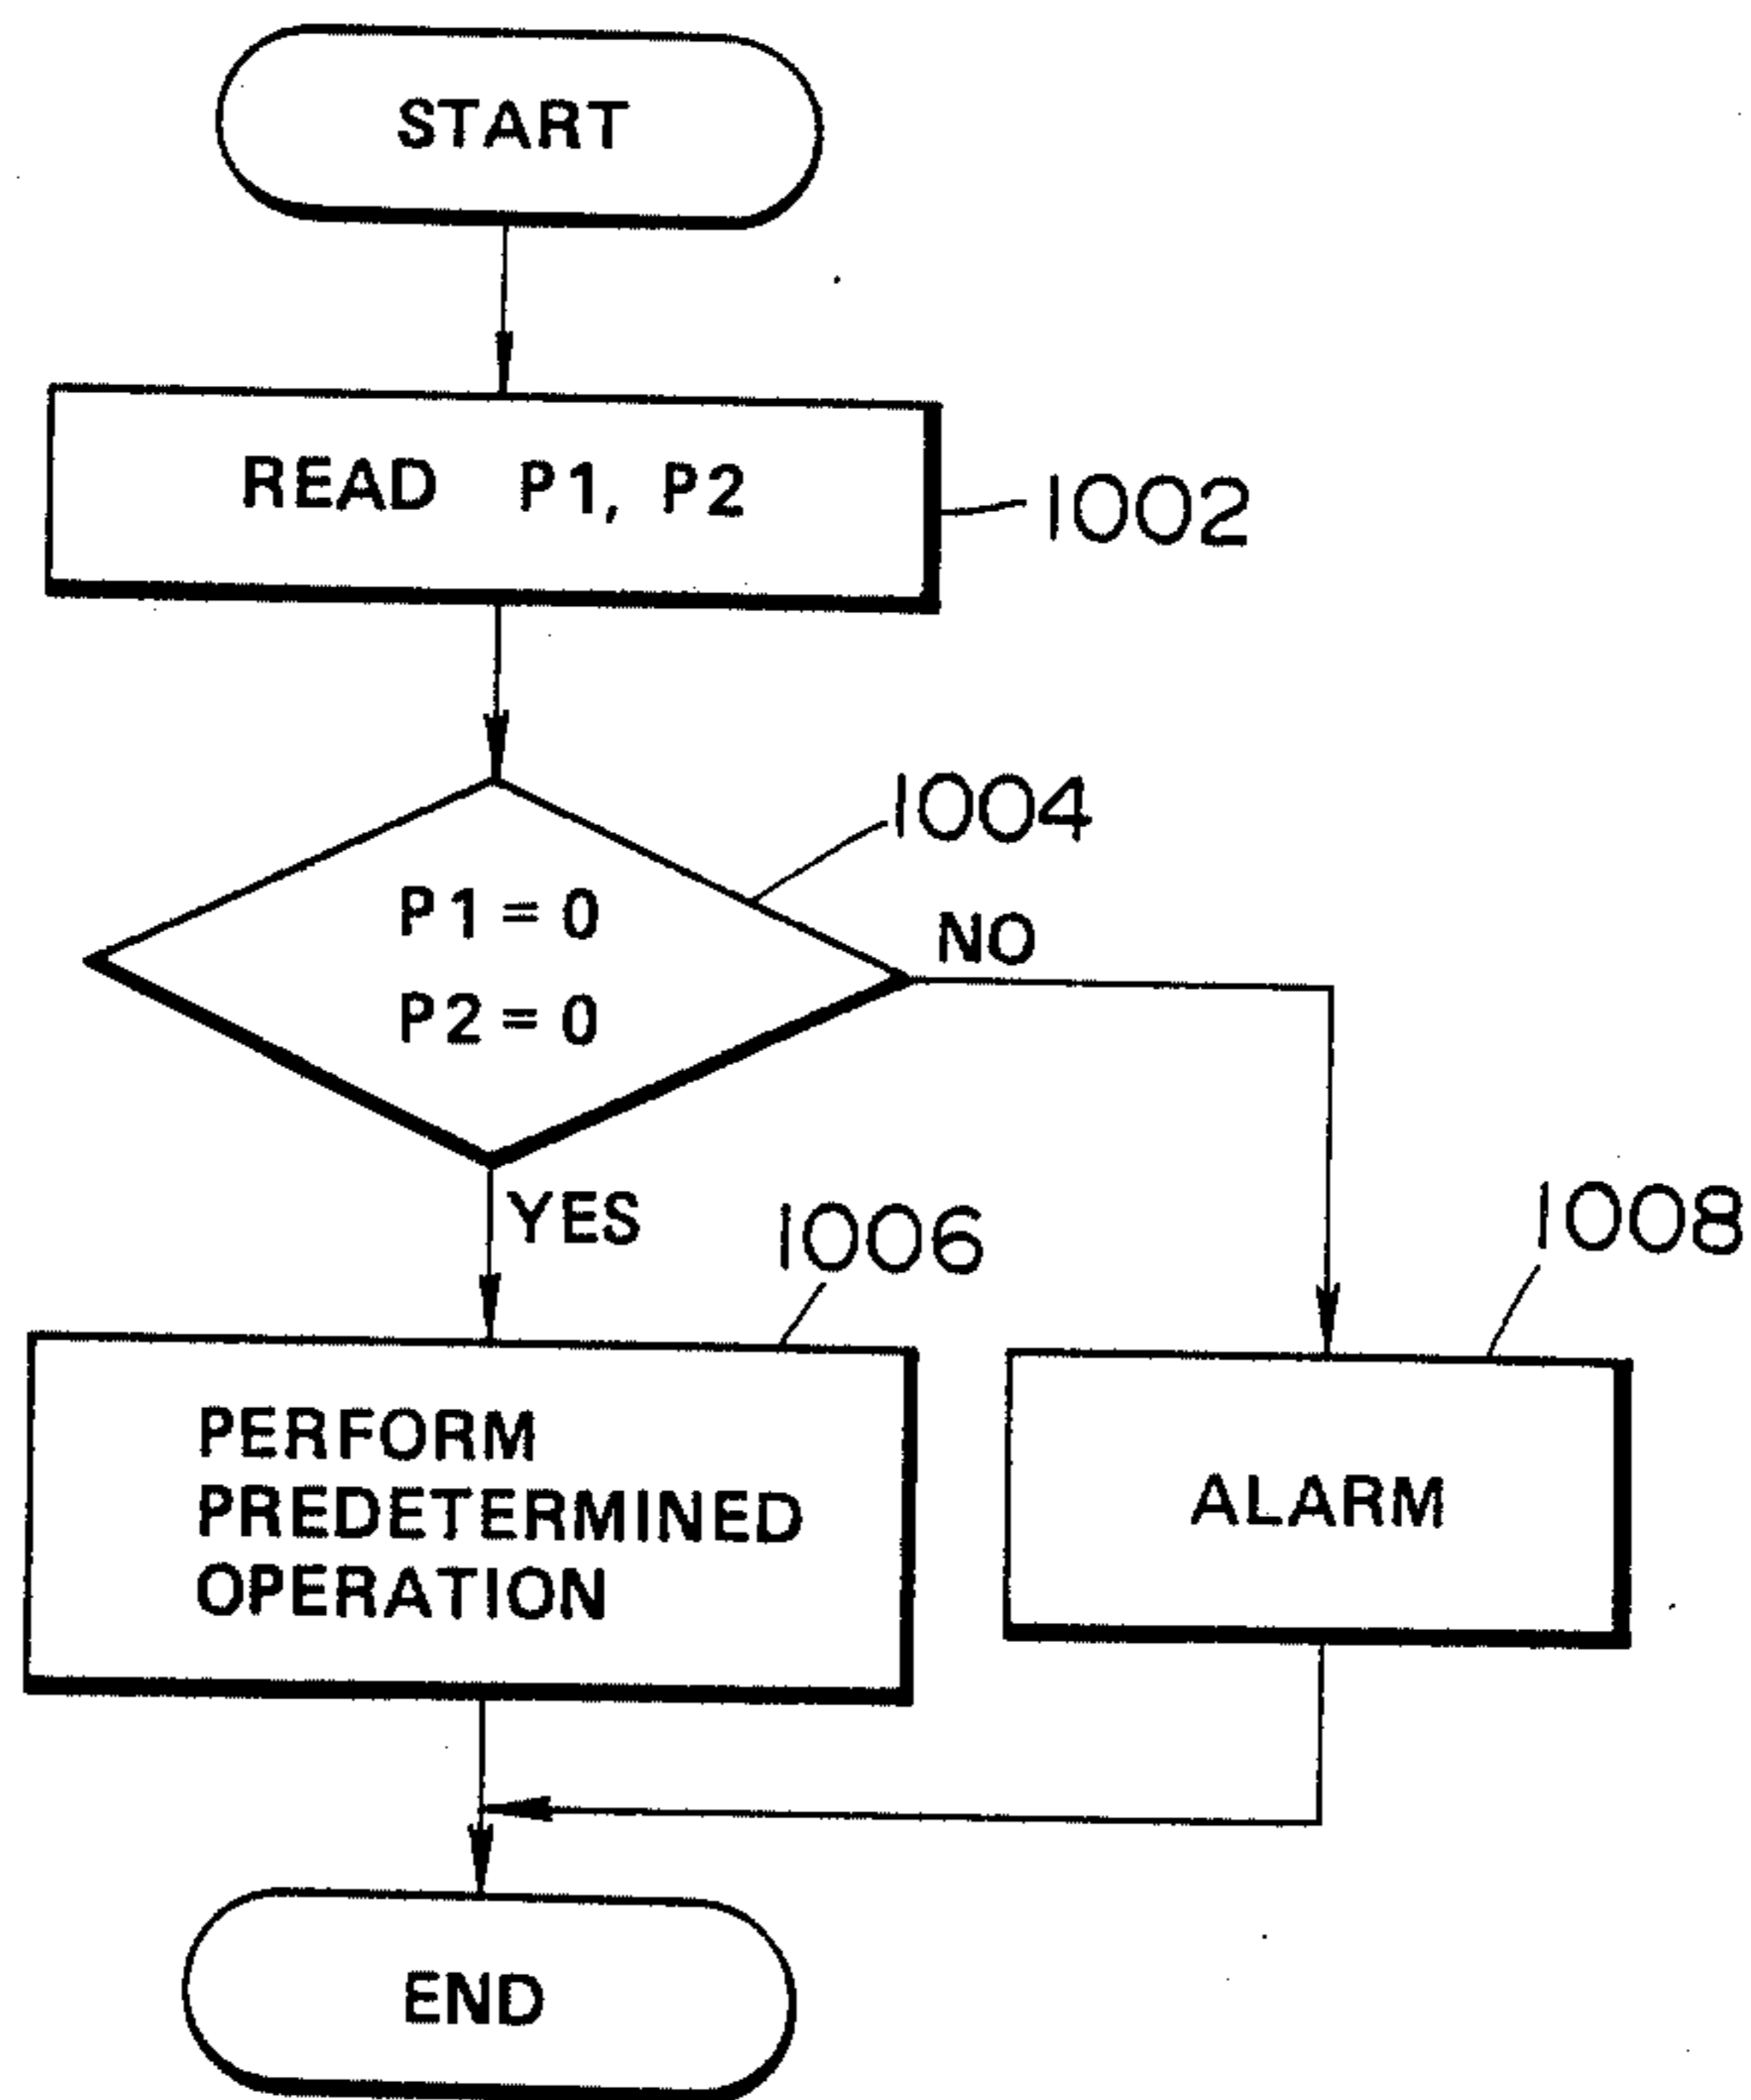 START
READ P1, P2
1002
1004
P1=0
P2=0
NO
YES
1006
1008
PERFORM
PREDETERMINED
OPERATION
ALARM
END